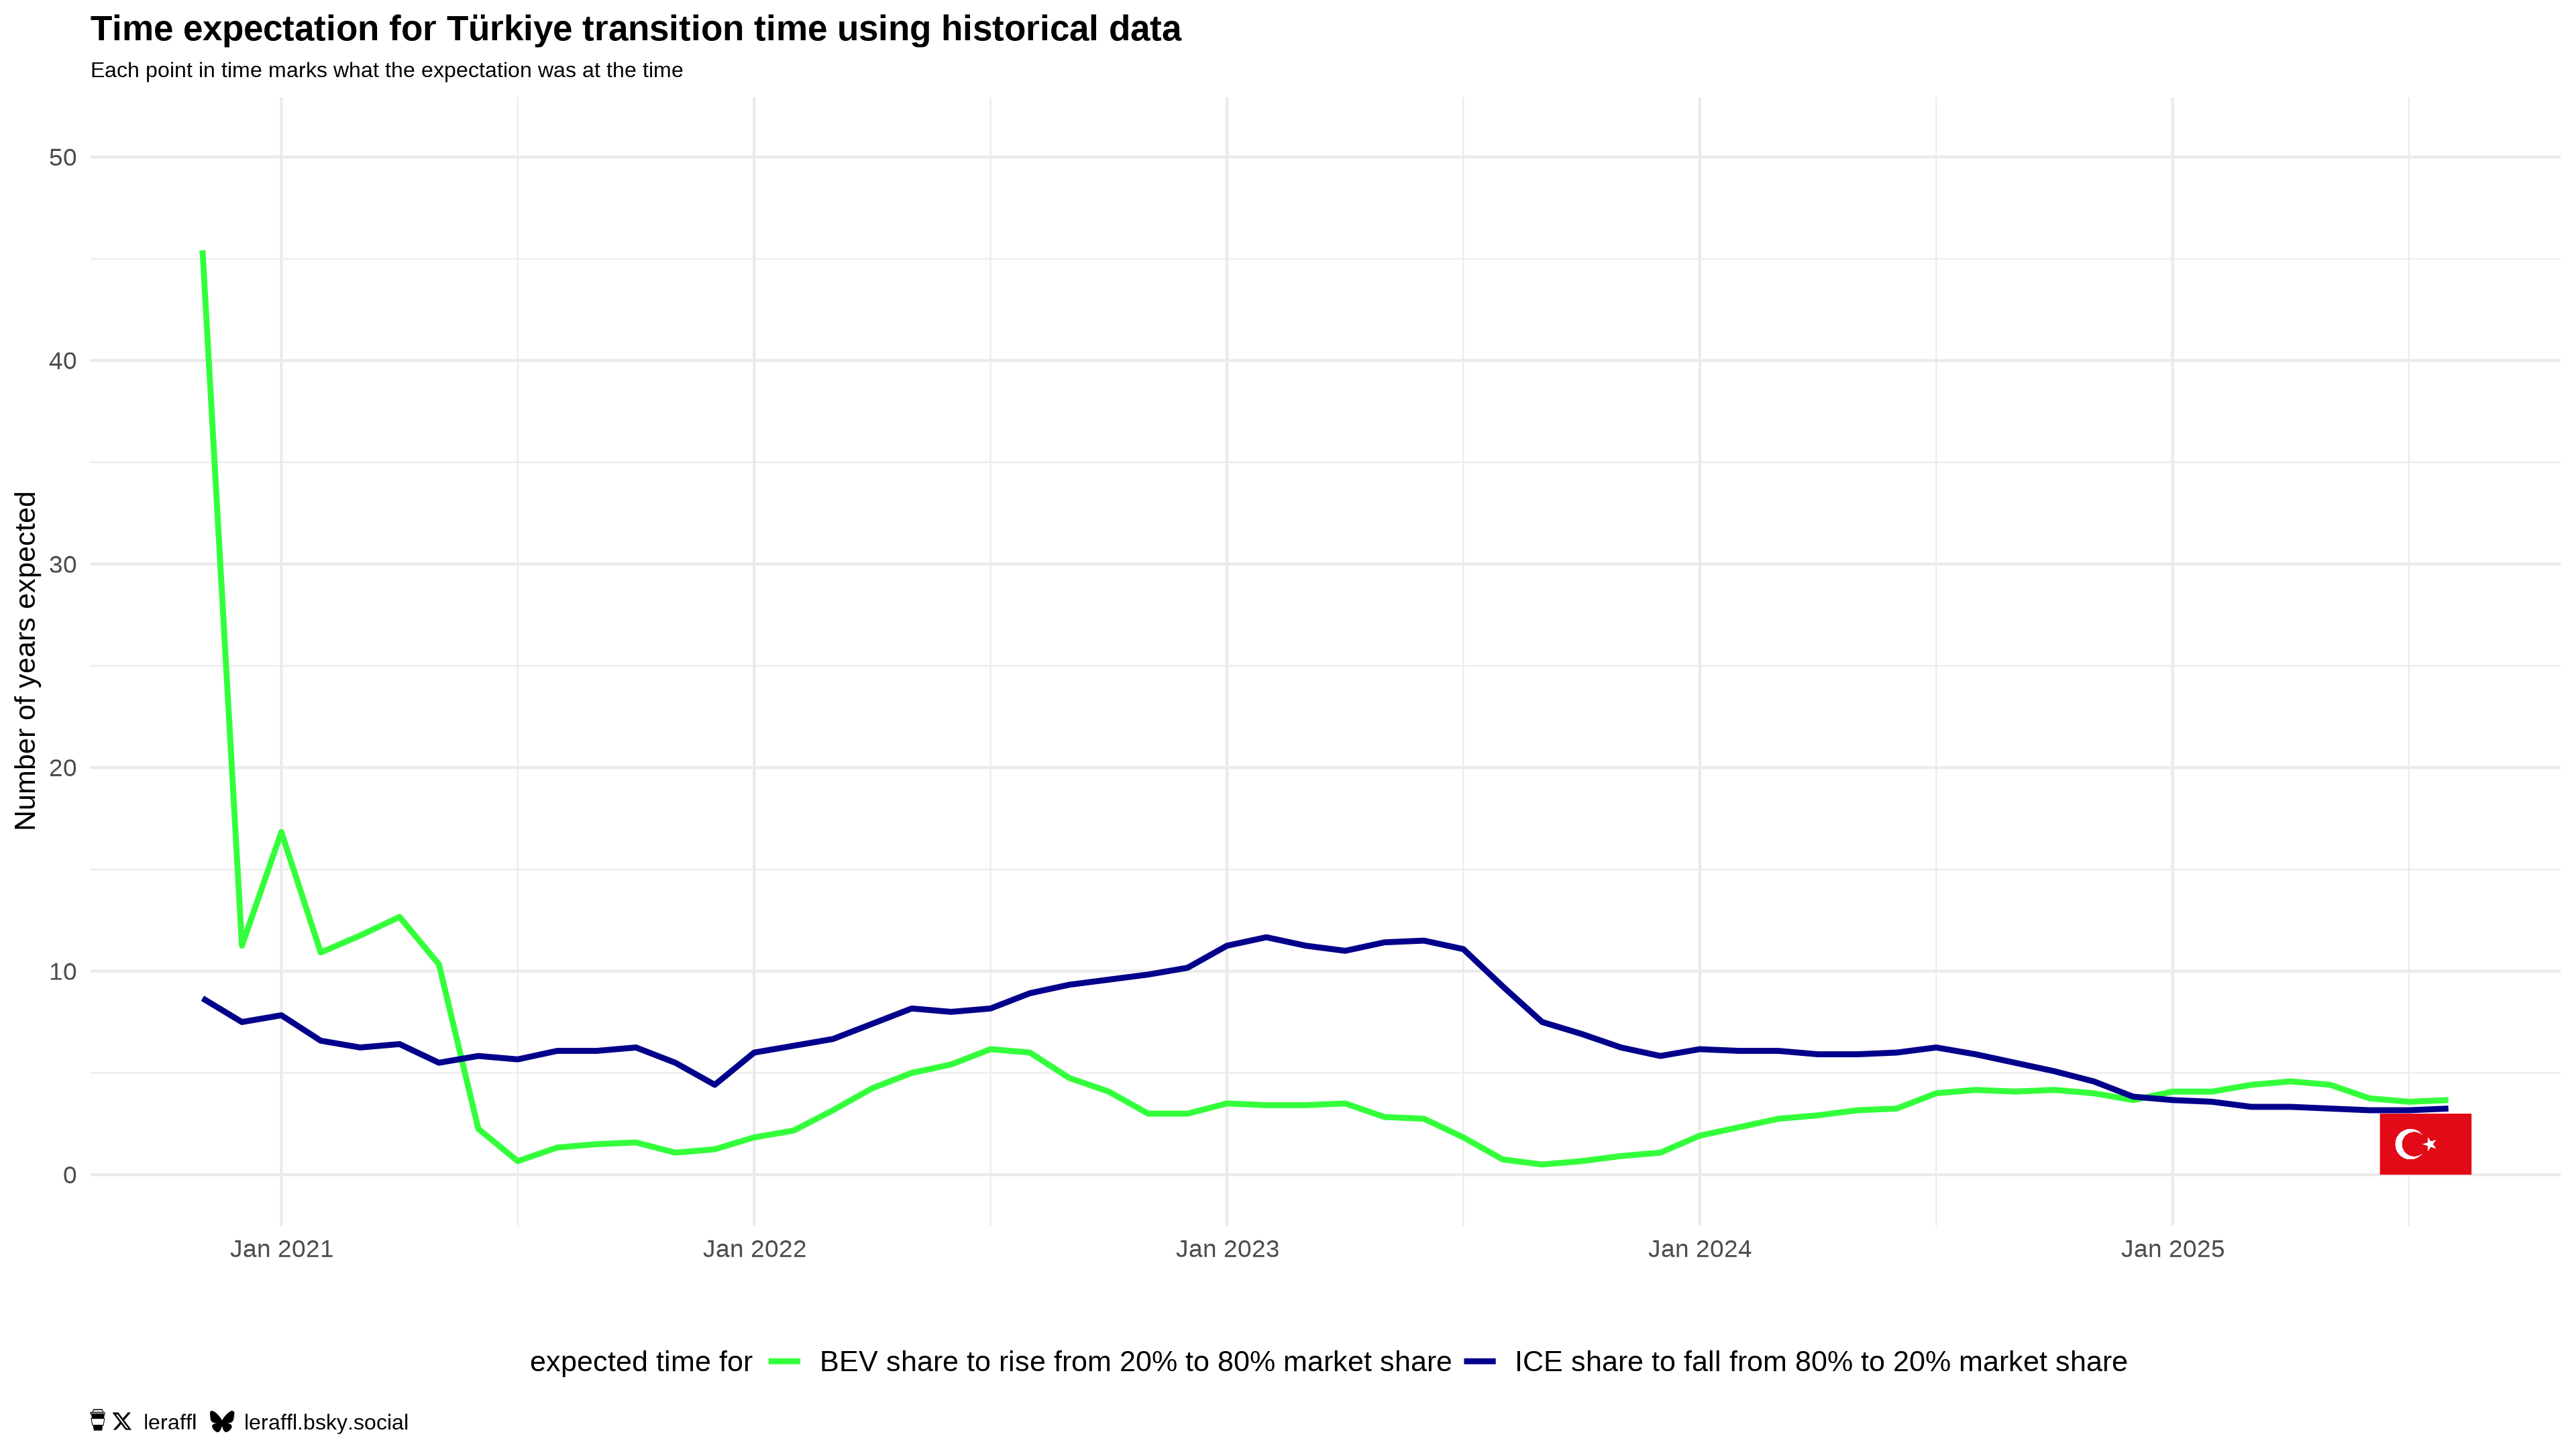 Time expectation for Türkiye transition time using historical data
Each point in time marks what the expectation was at the time
Number of years expected
50
40
30
20
10
0
Jan 2021
Jan 2022
Jan 2023
Jan 2024
Jan 2025
expected time for
BEV share to rise from 20% to 80% market share
ICE share to fall from 80% to 20% market share
leraffl
leraffl.bsky.social